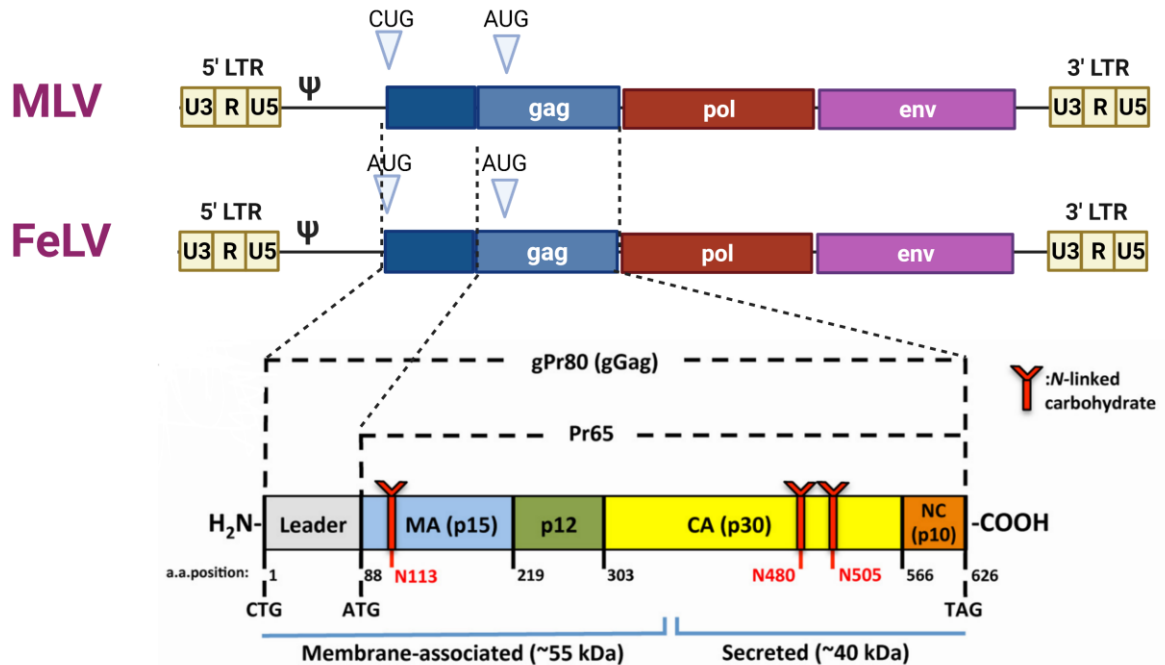 CUG AUG
5' LTR 3' LTR
MLV U3 R U5 Ψ gag pol env U3 R U5
AUG AUG
5' LTR 3' LTR
FeLV U3 R U5 Ψ gag pol env U3 R U5
gPr80 (gGag)
:N-linked
carbohydrate
Pr65
H₂N- Leader MA (p15) p12 CA (p30) NC (p10) -COOH
a.a.position: 1 88 N113 219 303 N480 N505 566 626
CTG ATG TAG
Membrane-associated (~55 kDa) Secreted (~40 kDa)